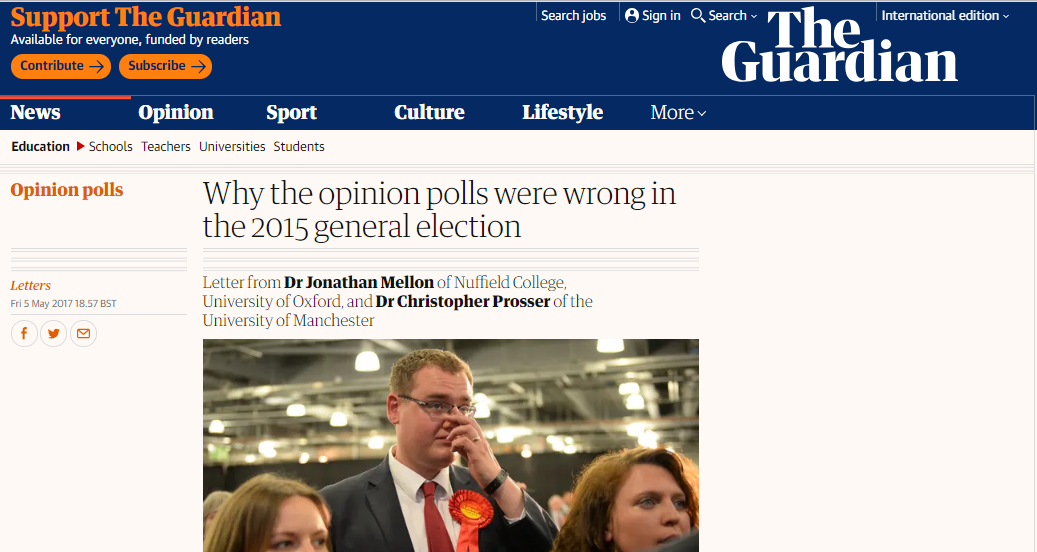 Support The Guardian
Available for everyone, funded by readers
Contribute
Subscribe
Search jobs
Sign in
Search
International edition
The
Guardian
News
Opinion
Sport
Culture
Lifestyle
More
Education
Schools
Teachers
Universities
Students
Opinion polls
Why the opinion polls were wrong in
the 2015 general election
Letters
Fri 5 May 2017 18.57 BST
Letter from Dr Jonathan Mellon of Nuffield College,
University of Oxford, and Dr Christopher Prosser of the
University of Manchester